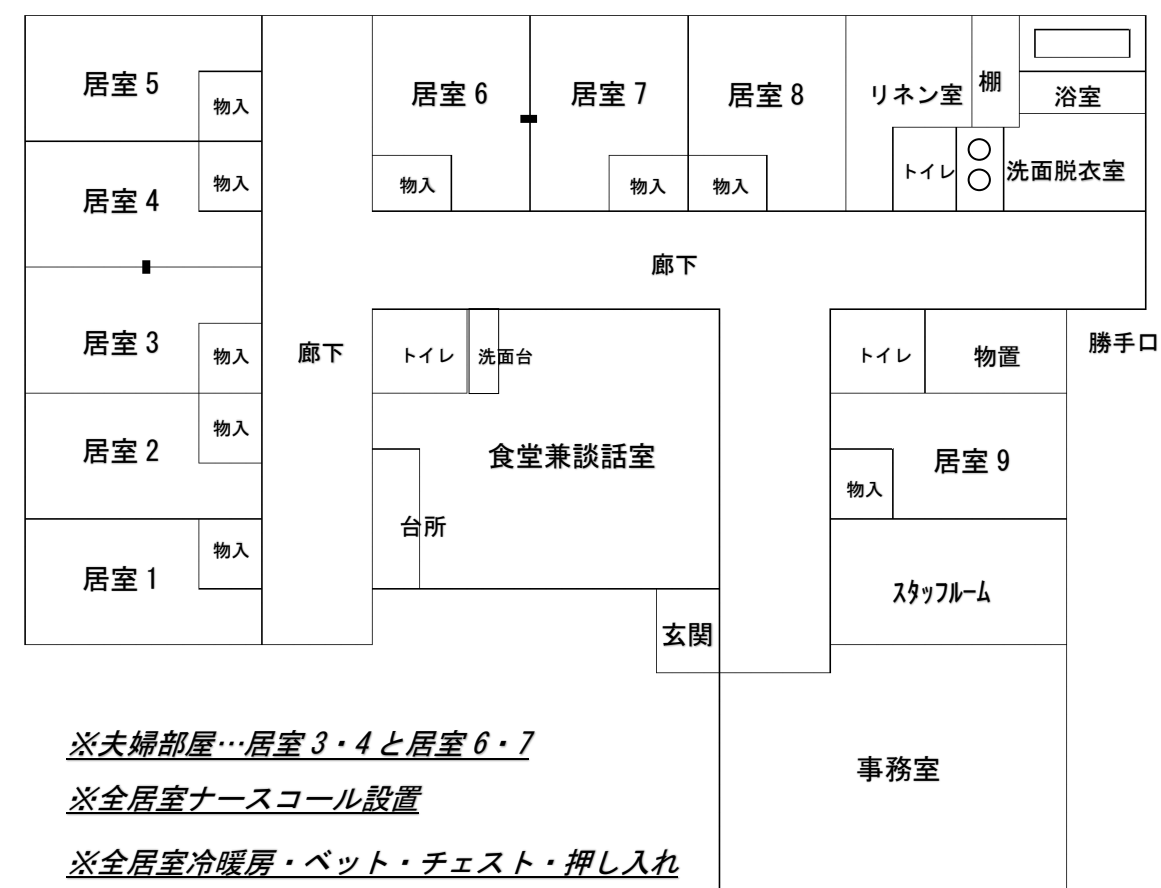 居室 5
物入
居室 6
居室 7
居室 8
リネン室
棚
浴室
居室 4
物入
物入
物入
物入
トイレ
洗面脱衣室
廊下
居室 3
物入
廊下
トイレ
洗面台
トイレ
物置
勝手口
居室 2
物入
食堂兼談話室
居室 9
物入
台所
居室 1
物入
スタッフルーム
玄関
事務室
※夫婦部屋…居室 3・4 と居室 6・7
※全居室ナースコール設置
※全居室冷暖房・ベット・チェスト・押し入れ